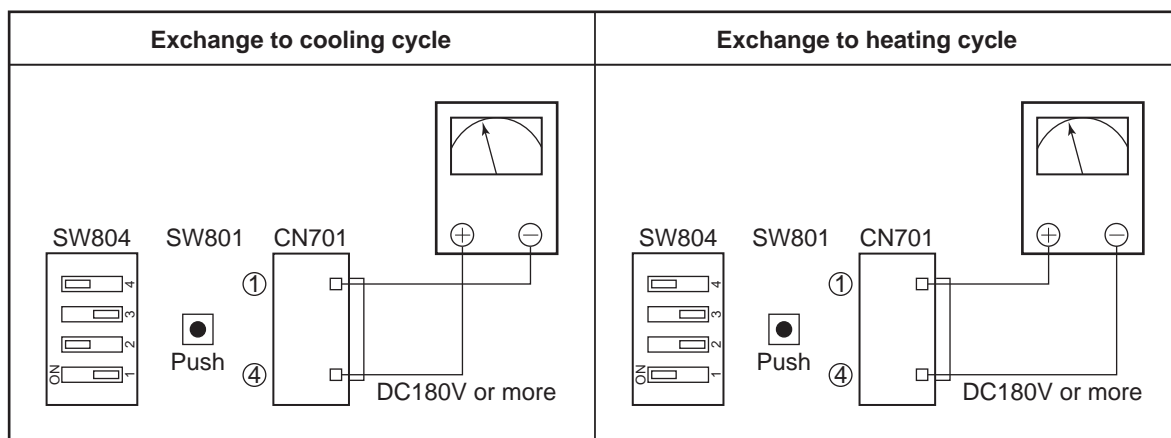 Exchange to cooling cycle
SW804 SW801 CN701
+ −
4
3
2
1
ON
Push
①
④
DC180V or more
Exchange to heating cycle
SW804 SW801 CN701
+ −
4
3
2
1
ON
Push
①
④
DC180V or more